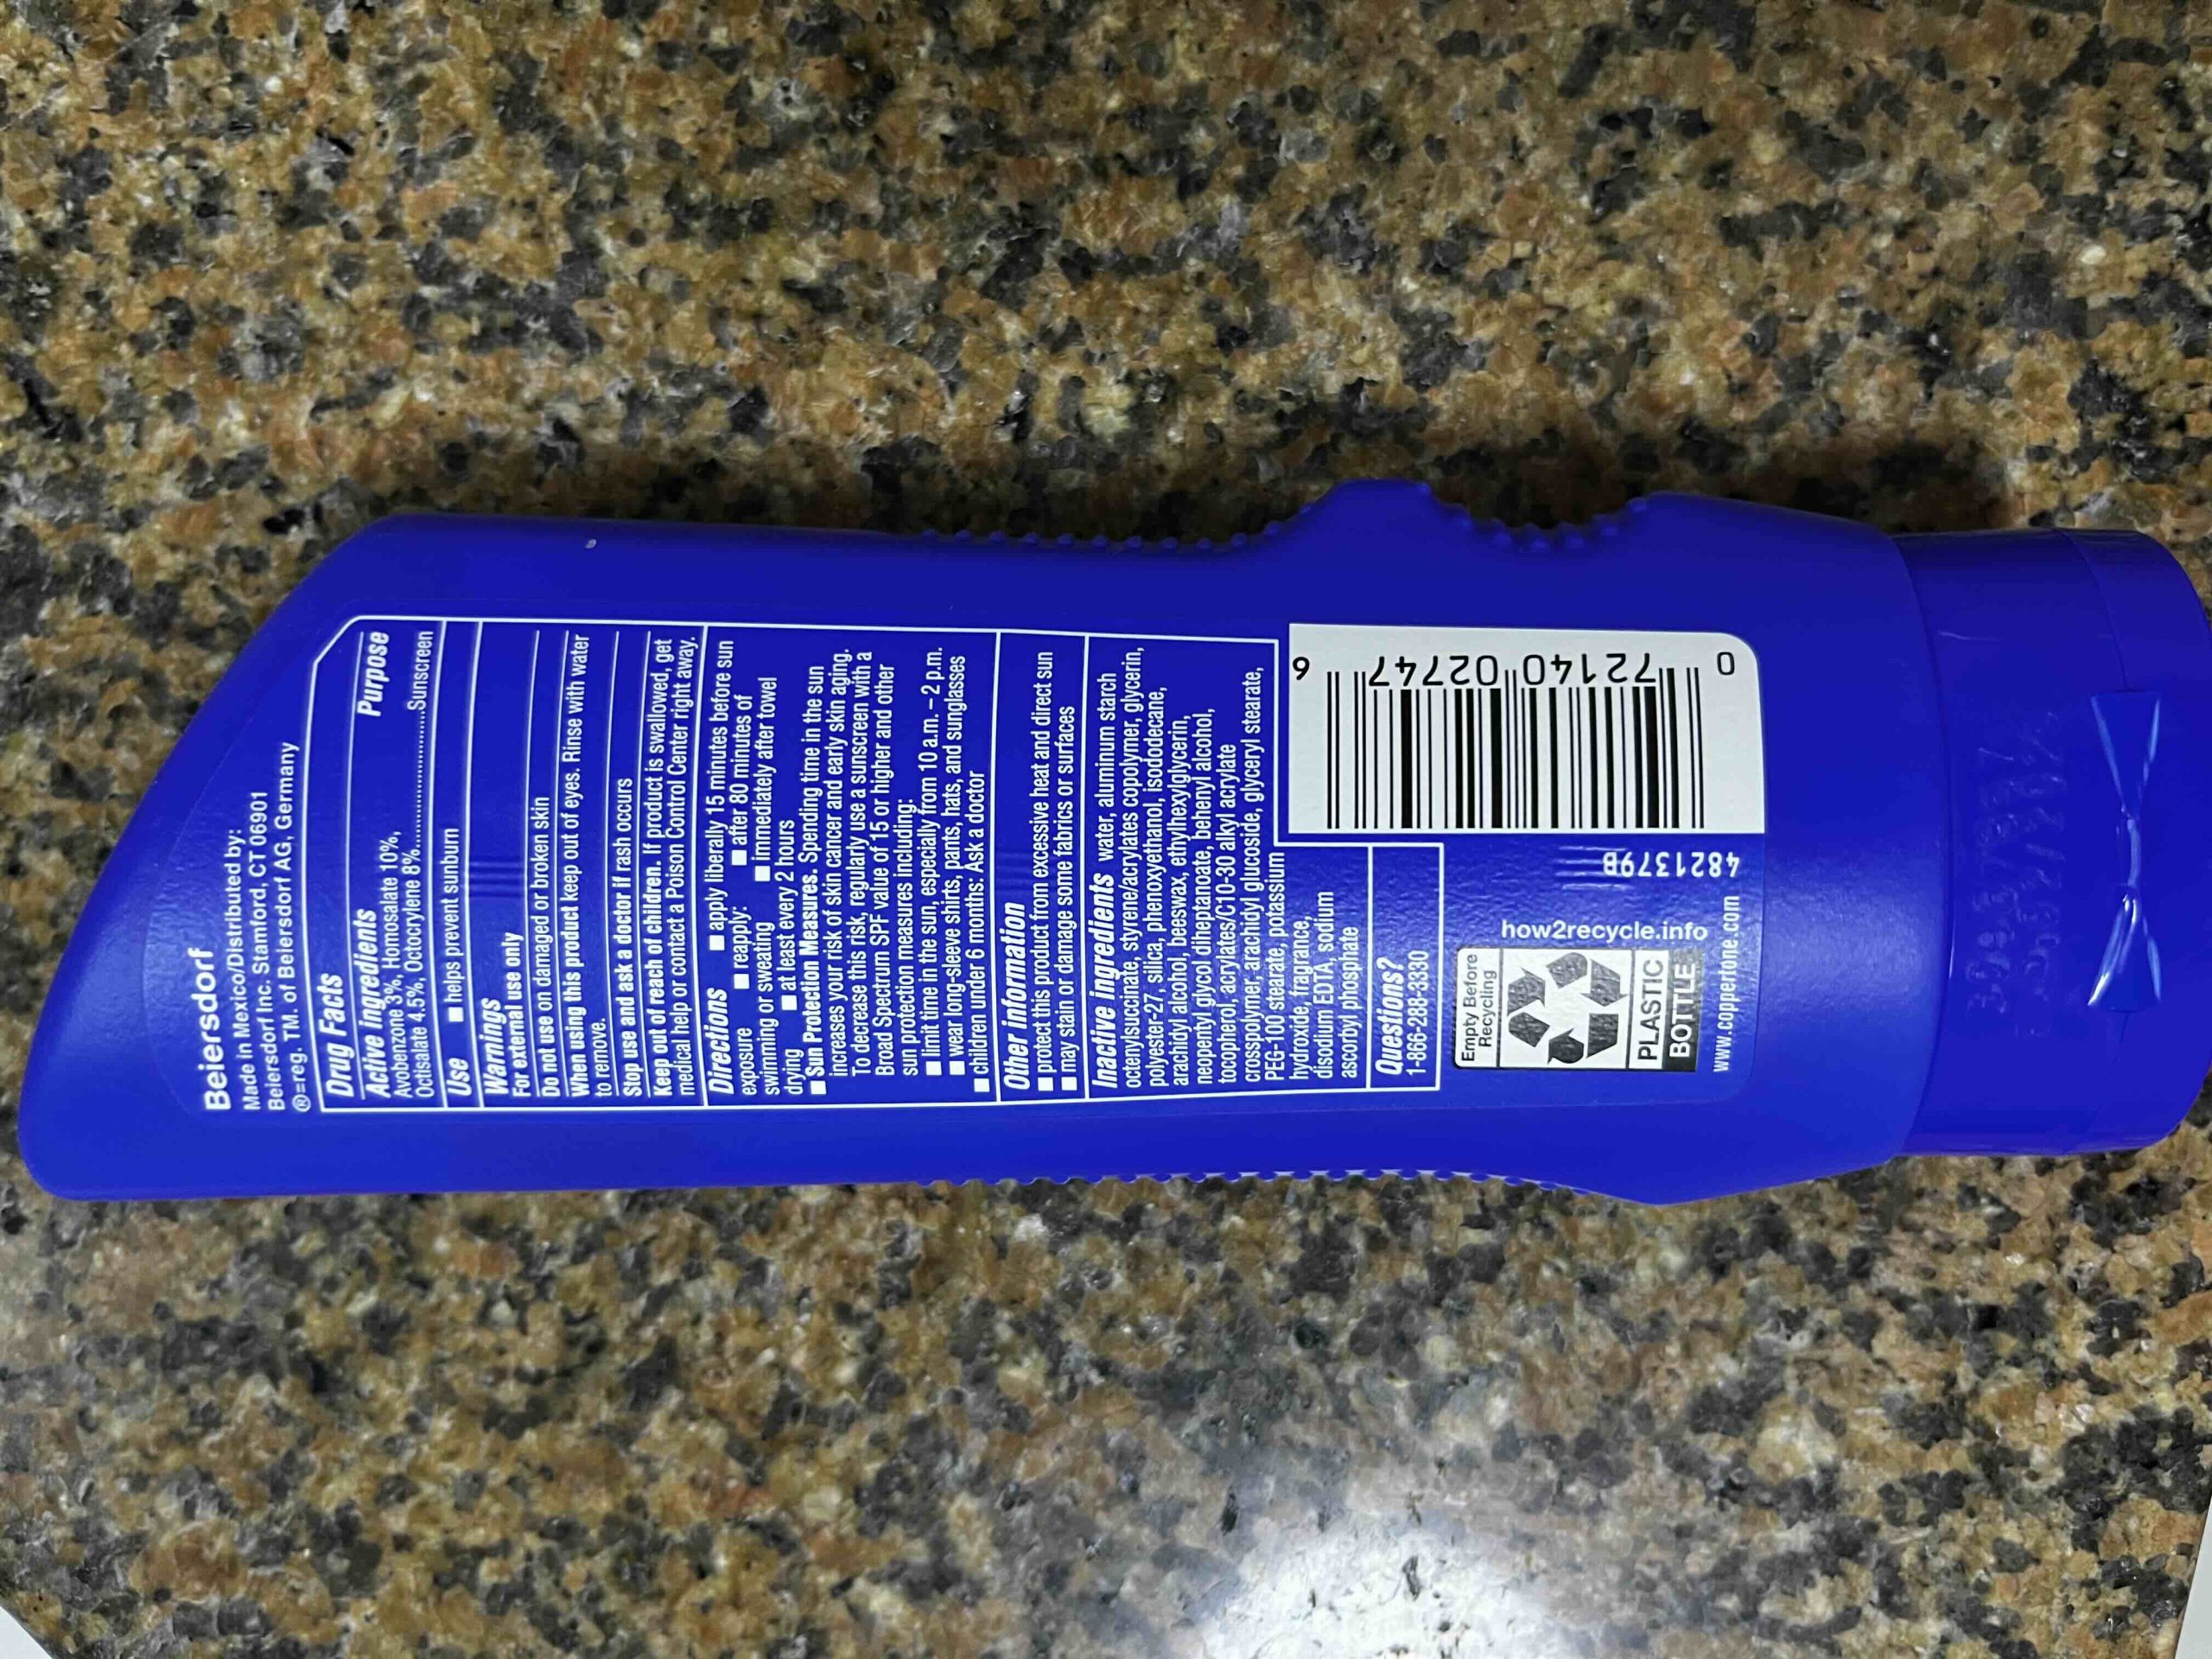 Beiersdorf
Made in Mexico/Distributed by:
Beiersdorf Inc. Stamford, CT 06901
®=reg. TM. of Beiersdorf AG, Germany
Drug Facts
Active ingredients Purpose
Avobenzone 3%, Homosalate 10%,
Octisalate 4.5%, Octocrylene 8%..................Sunscreen
Use ■ helps prevent sunburn
Warnings
For external use only
Do not use on damaged or broken skin
When using this product keep out of eyes. Rinse with water
to remove.
Stop use and ask a doctor if rash occurs
Keep out of reach of children. If product is swallowed, get
medical help or contact a Poison Control Center right away.
Directions ■ apply liberally 15 minutes before sun
exposure ■ reapply: ■ after 80 minutes of
swimming or sweating ■ immediately after towel
drying ■ at least every 2 hours
■ Sun Protection Measures. Spending time in the sun
increases your risk of skin cancer and early skin aging.
To decrease this risk, regularly use a sunscreen with a
Broad Spectrum SPF value of 15 or higher and other
sun protection measures including:
■ limit time in the sun, especially from 10 a.m. – 2 p.m.
■ wear long-sleeve shirts, pants, hats, and sunglasses
■ children under 6 months: Ask a doctor
Other information
■ protect this product from excessive heat and direct sun
■ may stain or damage some fabrics or surfaces
Inactive ingredients water, aluminum starch
octenylsuccinate, styrene/acrylates copolymer, glycerin,
polyester-27, silica, phenoxyethanol, isododecane,
arachidyl alcohol, beeswax, ethylhexylglycerin,
neopentyl glycol diheptanoate, behenyl alcohol,
tocopherol, acrylates/C10-30 alkyl acrylate
crosspolymer, arachidyl glucoside, glyceryl stearate,
PEG-100 stearate, potassium
hydroxide, fragrance,
disodium EDTA, sodium
ascorbyl phosphate
Questions?
1-866-288-3330
0 72140 02747 6
4821379B
Empty Before
Recycling
PLASTIC
BOTTLE
how2recycle.info
www.coppertone.com